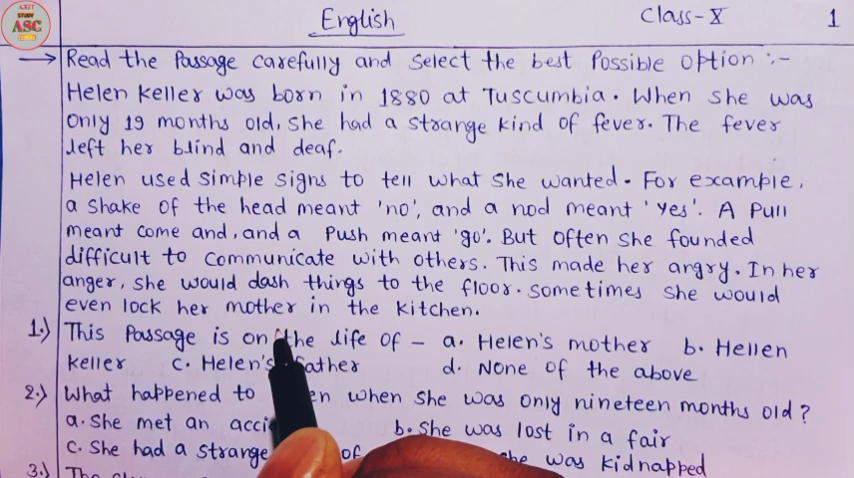 AXIT
STUDY
ASC
English
Class-X
1
→ Read the Passage carefully and select the best Possible option :-
Helen keller was born in 1880 at Tuscumbia. When she was
only 19 months old, she had a strange kind of fever. The fever
left her blind and deaf.
Helen used simple signs to tell what she wanted. For example,
a shake of the head meant 'no', and a nod meant 'yes'. A Pull
meant come and, and a Push meant 'go'. But often she founded
difficult to communicate with others. This made her angry. In her
anger, she would dash things to the floor. sometimes she would
even lock her mother in the kitchen.
1.) This Passage is on the life of - a. Helen's mother b. Hellen
keller c. Helen's father d. None of the above
2.) What happened to when she was only nineteen months old?
a. She met an b. She was lost in a fair
c. She had a strange of she was kidnapped
3.) The